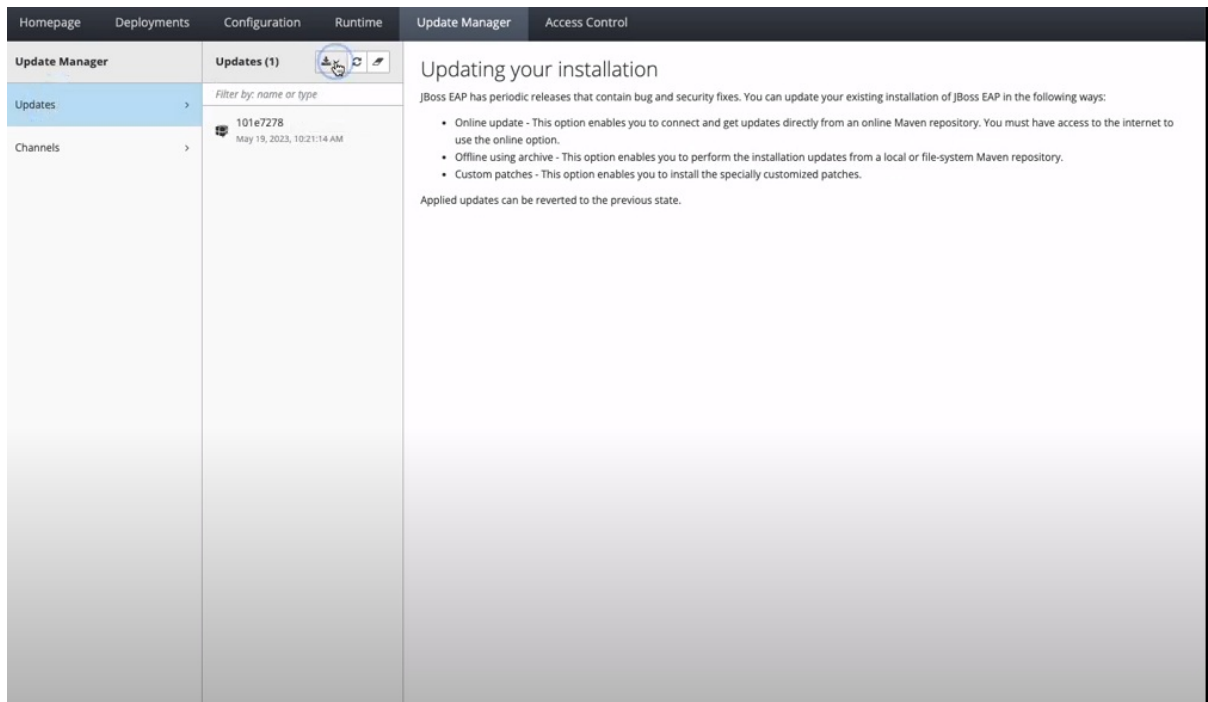 Homepage Deployments Configuration Runtime Update Manager Access Control
Update Manager
Updates
Channels
Updates (1)
Filter by: name or type
101e7278
May 19, 2023, 10:21:14 AM
Updating your installation
JBoss EAP has periodic releases that contain bug and security fixes. You can update your existing installation of JBoss EAP in the following ways:
• Online update - This option enables you to connect and get updates directly from an online Maven repository. You must have access to the internet to
use the online option.
• Offline using archive - This option enables you to perform the installation updates from a local or file-system Maven repository.
• Custom patches - This option enables you to install the specially customized patches.
Applied updates can be reverted to the previous state.